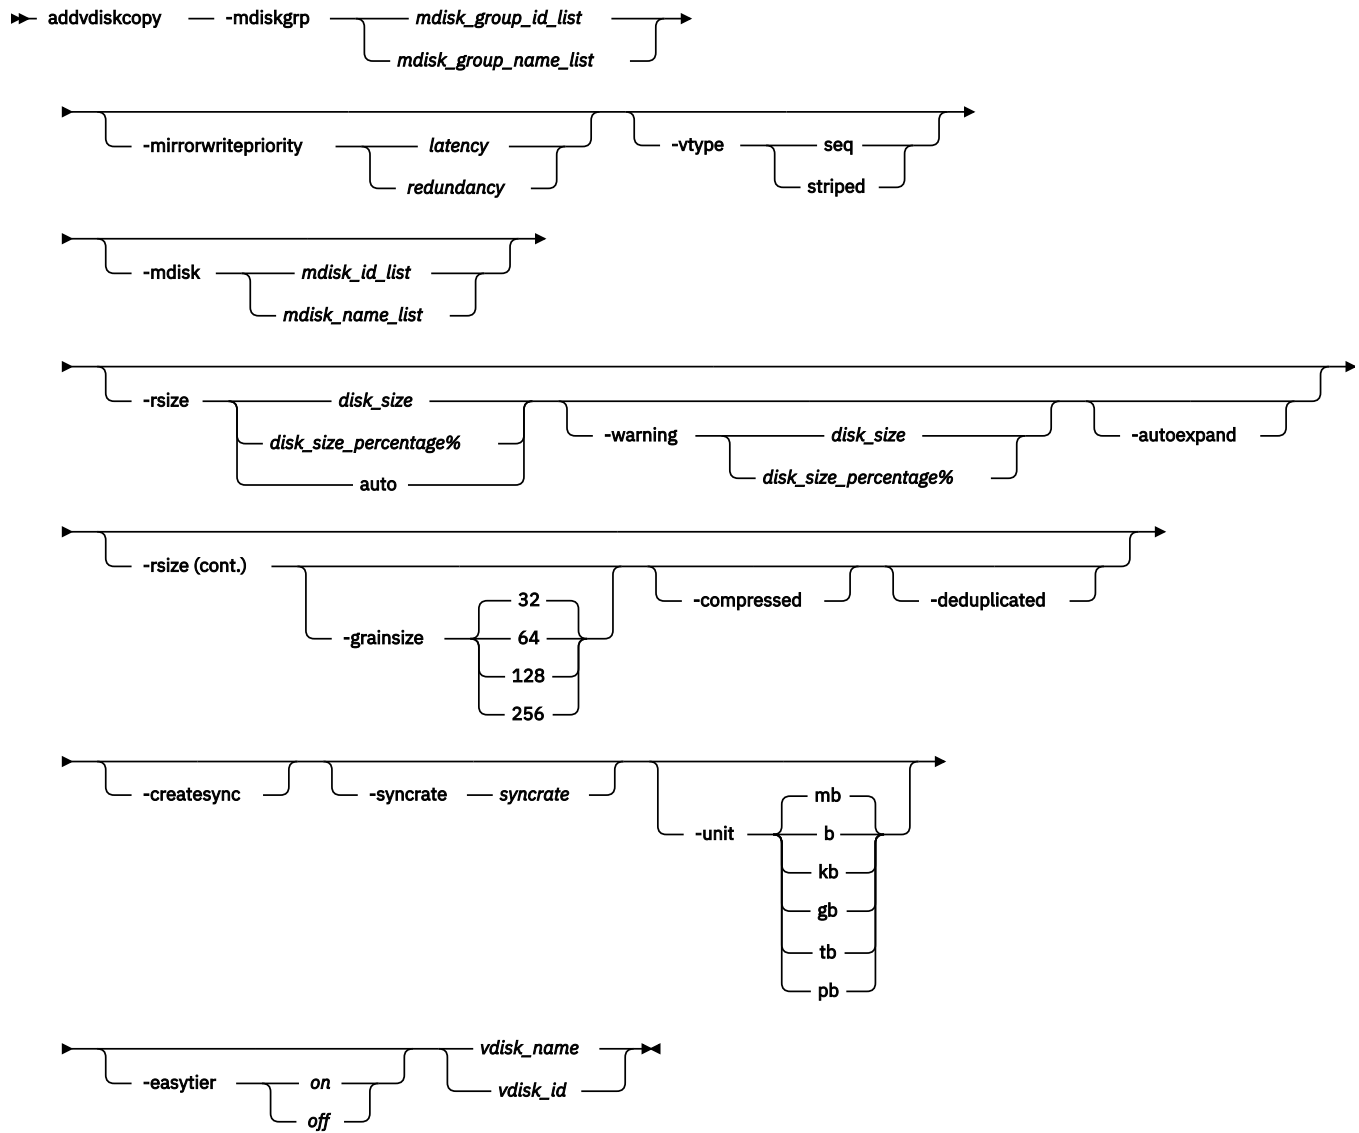 addvdiskcopy -mdiskgrp mdisk_group_id_list
mdisk_group_name_list
-mirrorwritepriority latency -vtype seq
redundancy striped
-mdisk mdisk_id_list
mdisk_name_list
-rsize disk_size
disk_size_percentage% -warning disk_size -autoexpand
auto disk_size_percentage%
-rsize (cont.)
32 -compressed -deduplicated
-grainsize 64
128
256
-createsync -syncrate syncrate mb
-unit b
kb
gb
tb
pb
vdisk_name
-easytier on vdisk_id
off